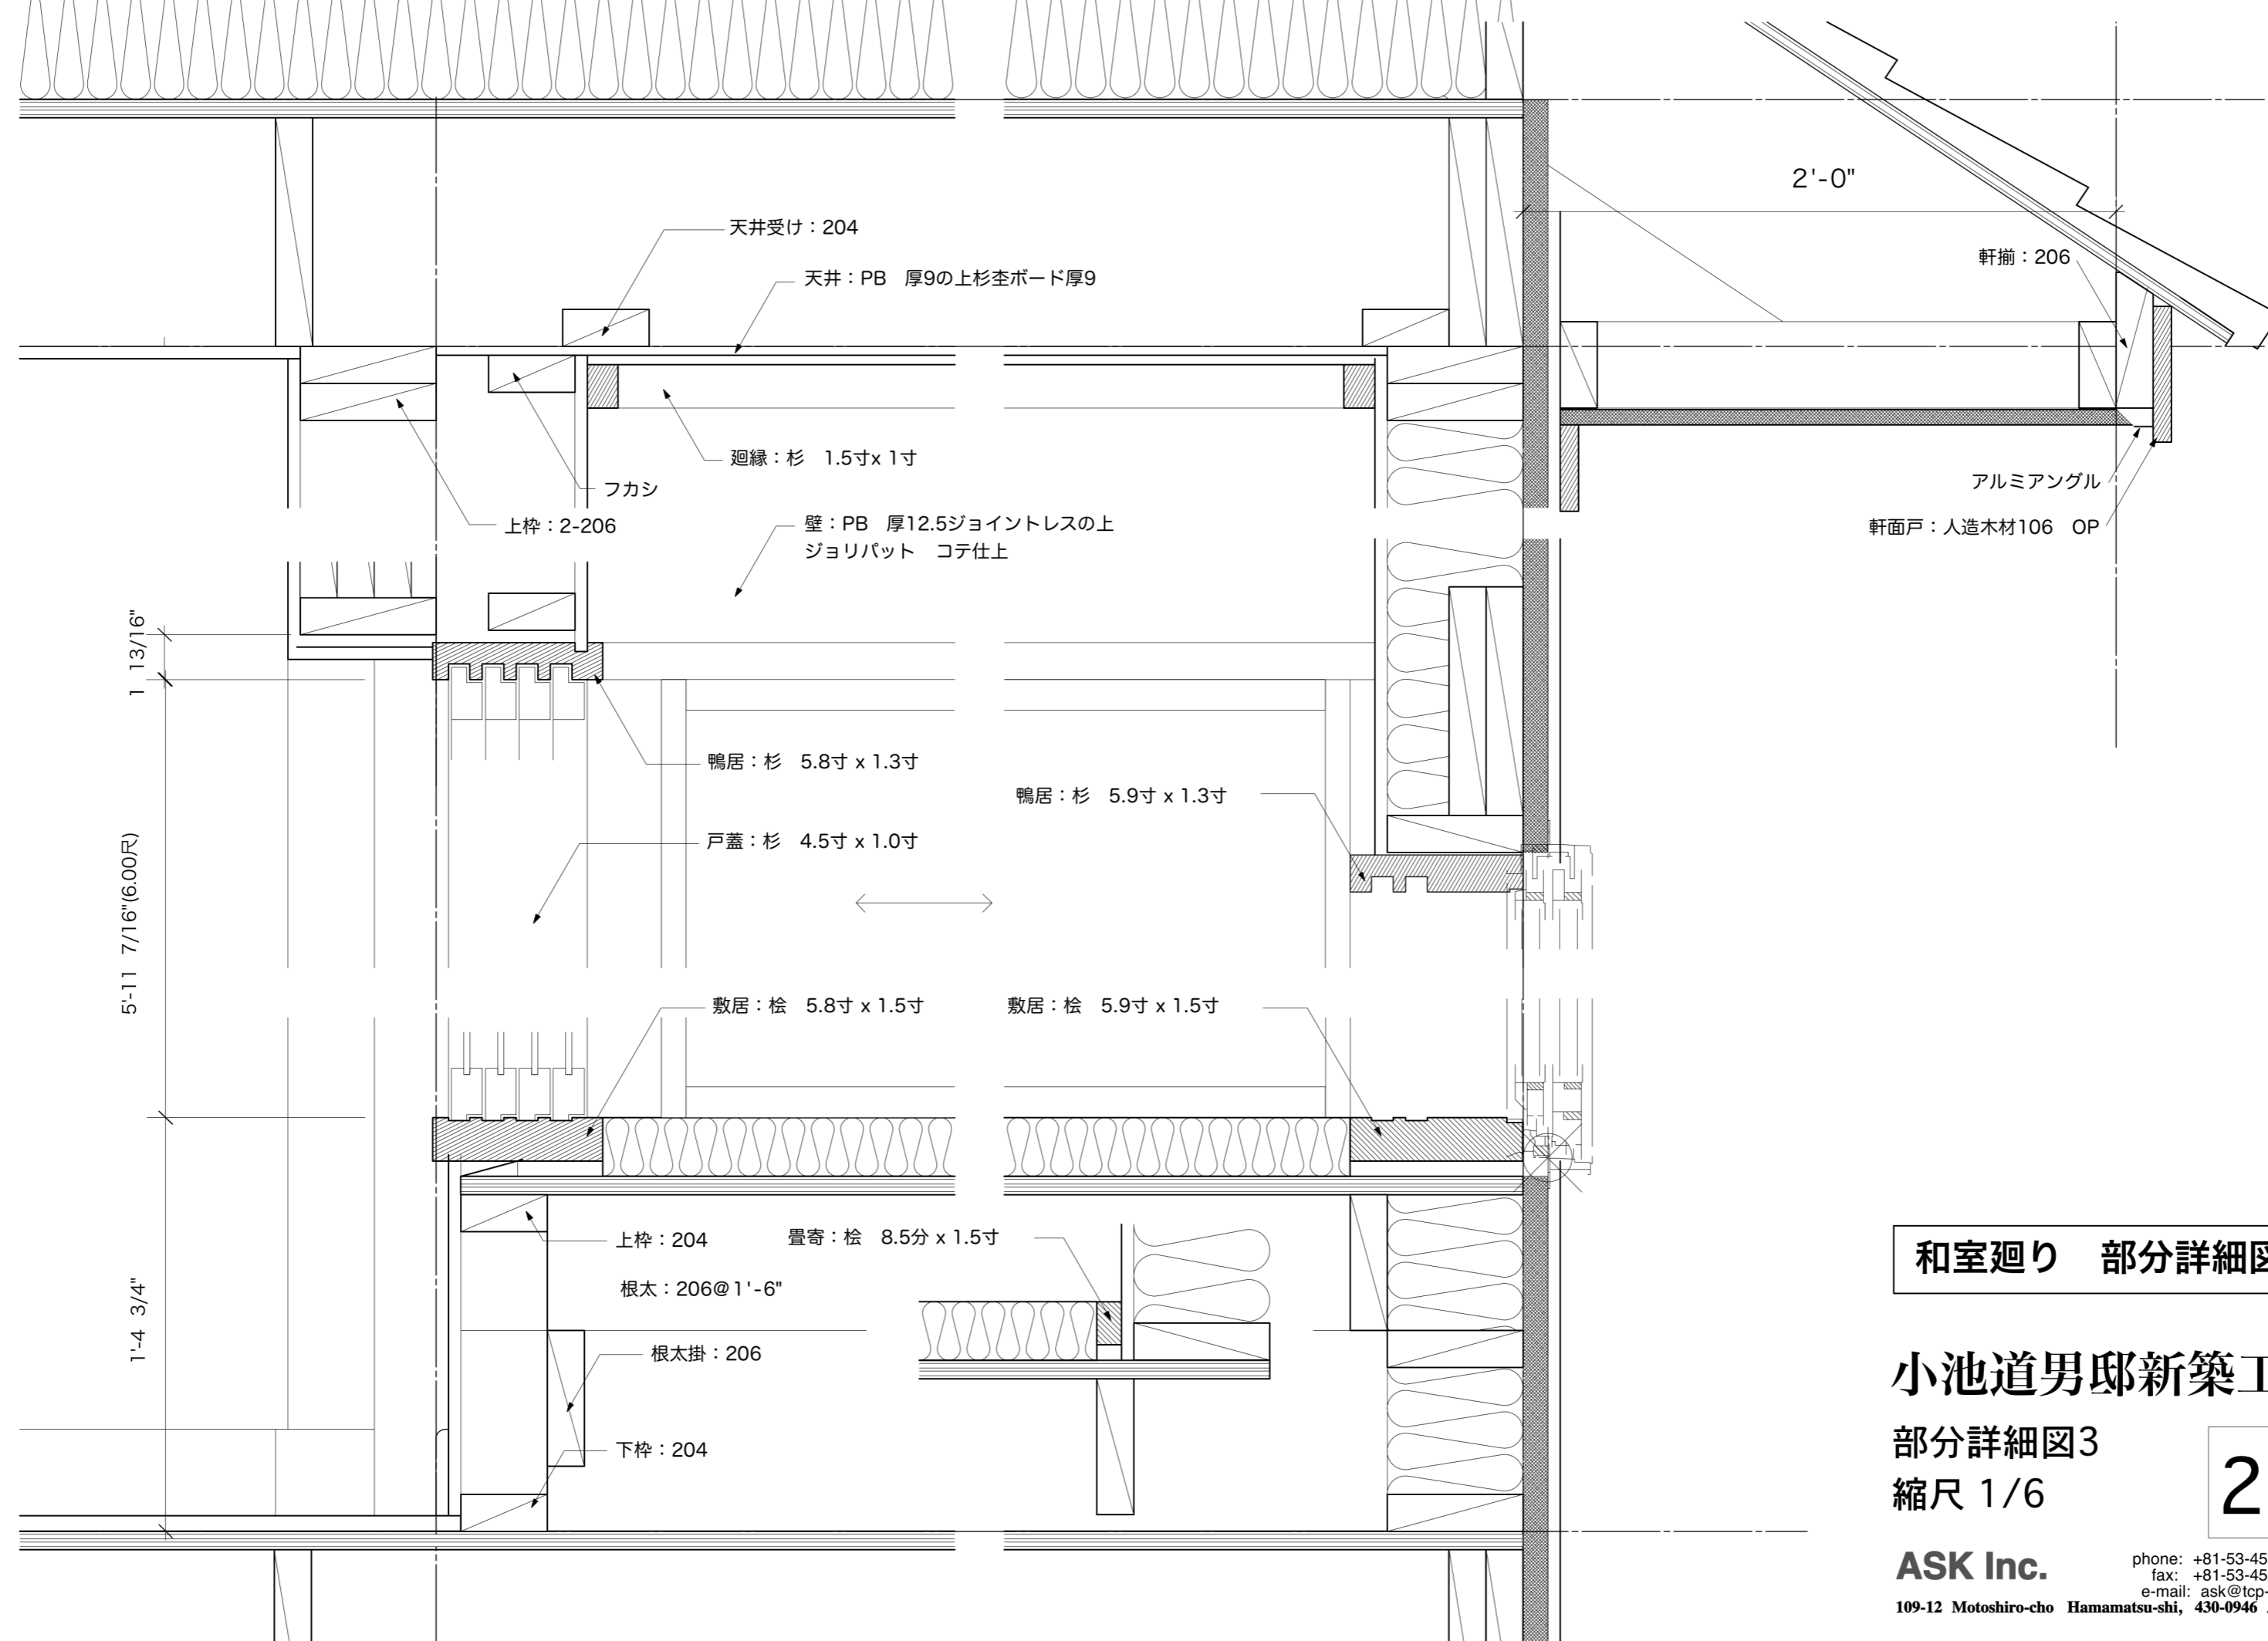 2'-0"
天井受け：204
軒揃：206
天井：PB　厚9の上杉杢ボード厚9
廻縁：杉　1.5寸x 1寸
アルミアングル
フカシ
上枠：2-206
壁：PB　厚12.5ジョイントレスの上
ジョリパット　コテ仕上
軒面戸：人造木材106　OP
1 13/16"
鴨居：杉　5.8寸 x 1.3寸
鴨居：杉　5.9寸 x 1.3寸
戸蓋：杉　4.5寸 x 1.0寸
5'-11 7/16"(6.00尺)
敷居：桧　5.8寸 x 1.5寸
敷居：桧　5.9寸 x 1.5寸
上枠：204
畳寄：桧　8.5分 x 1.5寸
根太：206@1'-6"
1'-4 3/4"
根太掛：206
下枠：204
和室廻り　部分詳細図
小池道男邸新築工
部分詳細図3
縮尺 1/6
2
ASK Inc.
phone: +81-53-45
fax: +81-53-45
e-mail: ask@tcp-
109-12 Motoshiro-cho Hamamatsu-shi, 430-0946